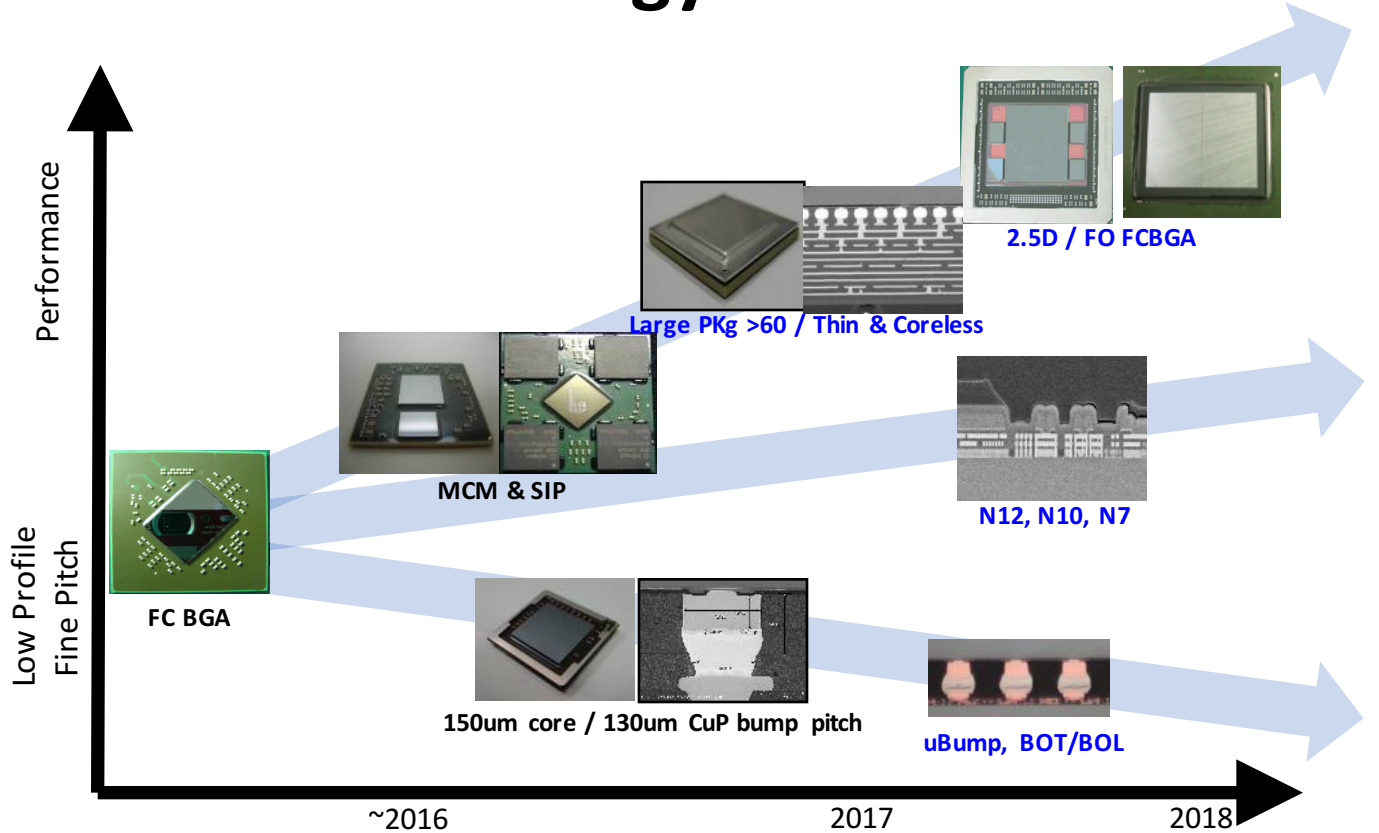 Performance
2.5D / FO FCBGA
Large PKg >60 / Thin & Coreless
MCM & SIP
N12, N10, N7
Low Profile
Fine Pitch
FC BGA
150um core / 130um CuP bump pitch
uBump, BOT/BOL
~2016
2017
2018